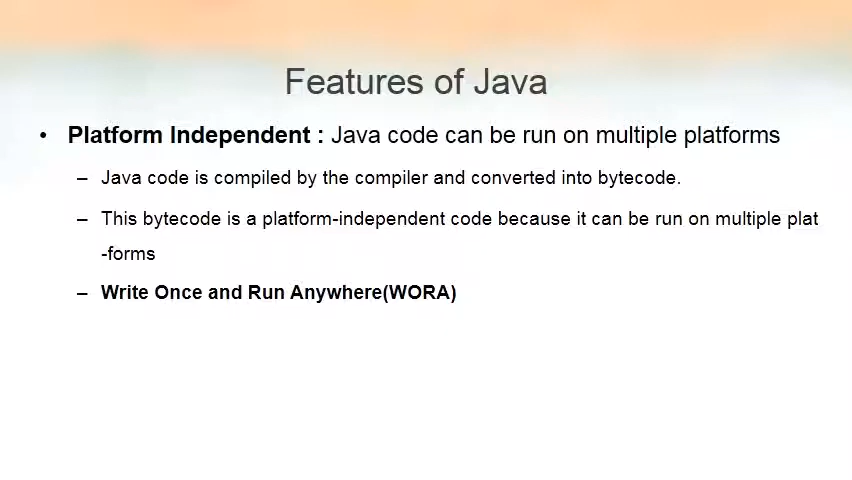 Features of Java
• Platform Independent : Java code can be run on multiple platforms
– Java code is compiled by the compiler and converted into bytecode.
– This bytecode is a platform-independent code because it can be run on multiple plat
-forms
– Write Once and Run Anywhere(WORA)